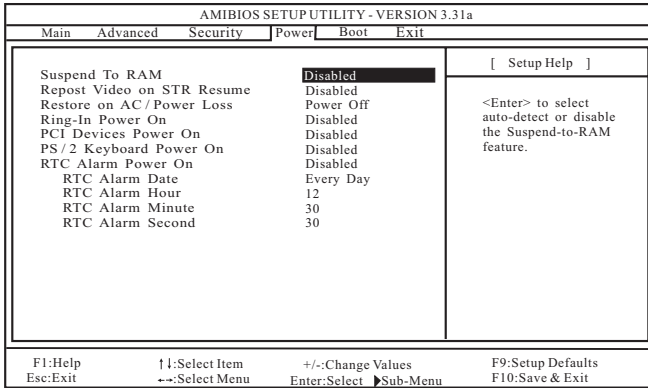 AMIBIOS SETUP UTILITY - VERSION 3.31a
Main Advanced Security Power Boot Exit
[ Setup Help ]
Suspend To RAM Disabled
Repost Video on STR Resume Disabled
Restore on AC / Power Loss Power Off
Ring-In Power On Disabled
PCI Devices Power On Disabled
PS / 2 Keyboard Power On Disabled
RTC Alarm Power On Disabled
RTC Alarm Date Every Day
RTC Alarm Hour 12
RTC Alarm Minute 30
RTC Alarm Second 30
<Enter> to select
auto-detect or disable
the Suspend-to-RAM
feature.
F1:Help ↑↓:Select Item +/-:Change Values F9:Setup Defaults
Esc:Exit ←→:Select Menu Enter:Select ▶Sub-Menu F10:Save & Exit